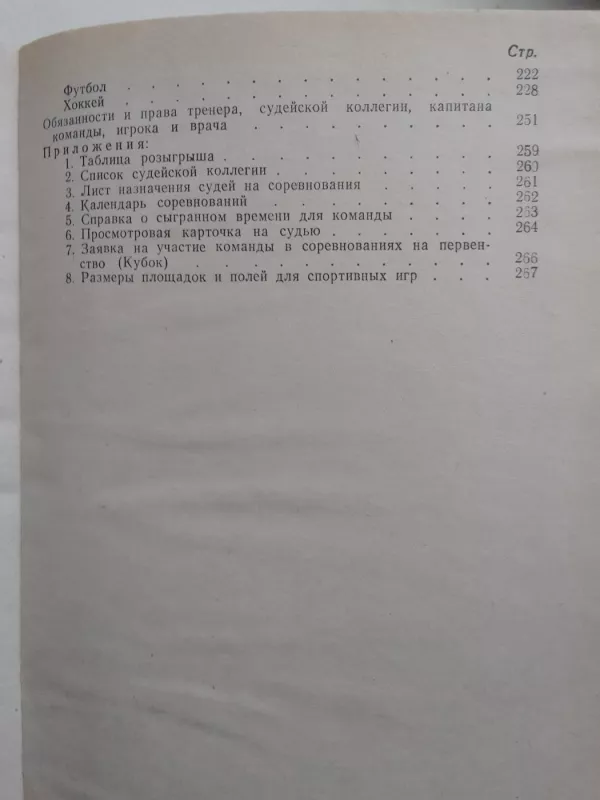 Стр.
Футбол . . . . . . . . . . . . . . . . 222
Хоккей . . . . . . . . . . . . . . . . 228
Обязанности и права тренера, судейской коллегии, капитана
команды, игрока и врача . . . . . . . . . . 251
Приложения:
1. Таблица розыгрыша . . . . . . . . . . . 259
2. Список судейской коллегии . . . . . . . . . 260
3. Лист назначения судей на соревнования . . . . . 261
4. Календарь соревнований . . . . . . . . . 262
5. Справка о сыгранном времени для команды . . . . 263
6. Просмотровая карточка на судью . . . . . . 264
7. Заявка на участие команды в соревнованиях на первен-
ство (Кубок) . . . . . . . . . . . . 266
8. Размеры площадок и полей для спортивных игр . . . 267